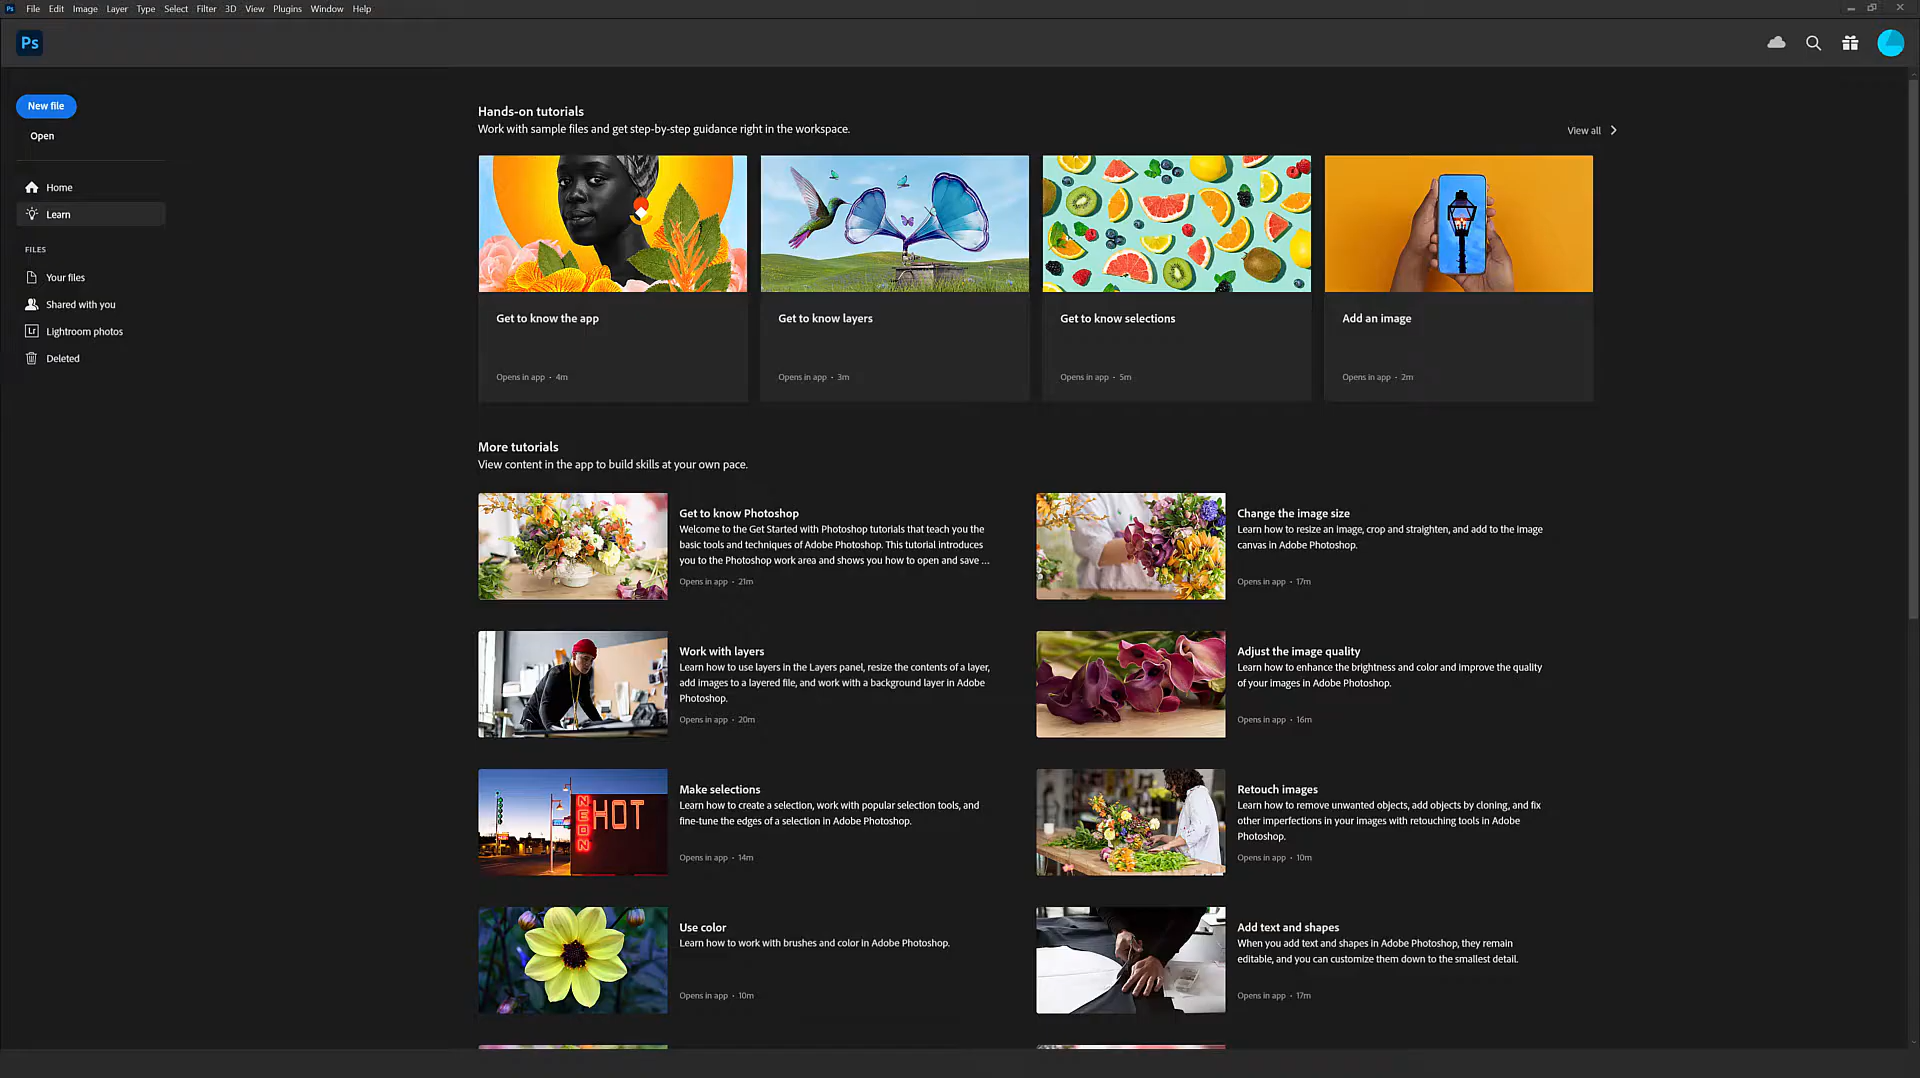 Ps File Edit Image Layer Type Select Filter 3D View Plugins Window Help
Ps
New file
Open
Home
Learn
FILES
Your files
Shared with you
Lr Lightroom photos
Deleted
Hands-on tutorials
Work with sample files and get step-by-step guidance right in the workspace.
View all
Get to know the app
Opens in app • 4m
Get to know layers
Opens in app • 3m
Get to know selections
Opens in app • 5m
Add an image
Opens in app • 2m
More tutorials
View content in the app to build skills at your own pace.
Get to know Photoshop
Welcome to the Get Started with Photoshop tutorials that teach you the
basic tools and techniques of Adobe Photoshop. This tutorial introduces
you to the Photoshop work area and shows you how to open and save ...
Opens in app • 21m
Change the image size
Learn how to resize an image, crop and straighten, and add to the image
canvas in Adobe Photoshop.
Opens in app • 17m
Work with layers
Learn how to use layers in the Layers panel, resize the contents of a layer,
add images to a layered file, and work with a background layer in Adobe
Photoshop.
Opens in app • 20m
Adjust the image quality
Learn how to enhance the brightness and color and improve the quality
of your images in Adobe Photoshop.
Opens in app • 16m
NEON
HOT
Make selections
Learn how to create a selection, work with popular selection tools, and
fine-tune the edges of a selection in Adobe Photoshop.
Opens in app • 14m
Retouch images
Learn how to remove unwanted objects, add objects by cloning, and fix
other imperfections in your images with retouching tools in Adobe
Photoshop.
Opens in app • 10m
Use color
Learn how to work with brushes and color in Adobe Photoshop.
Opens in app • 10m
Add text and shapes
When you add text and shapes in Adobe Photoshop, they remain
editable, and you can customize them down to the smallest detail.
Opens in app • 17m